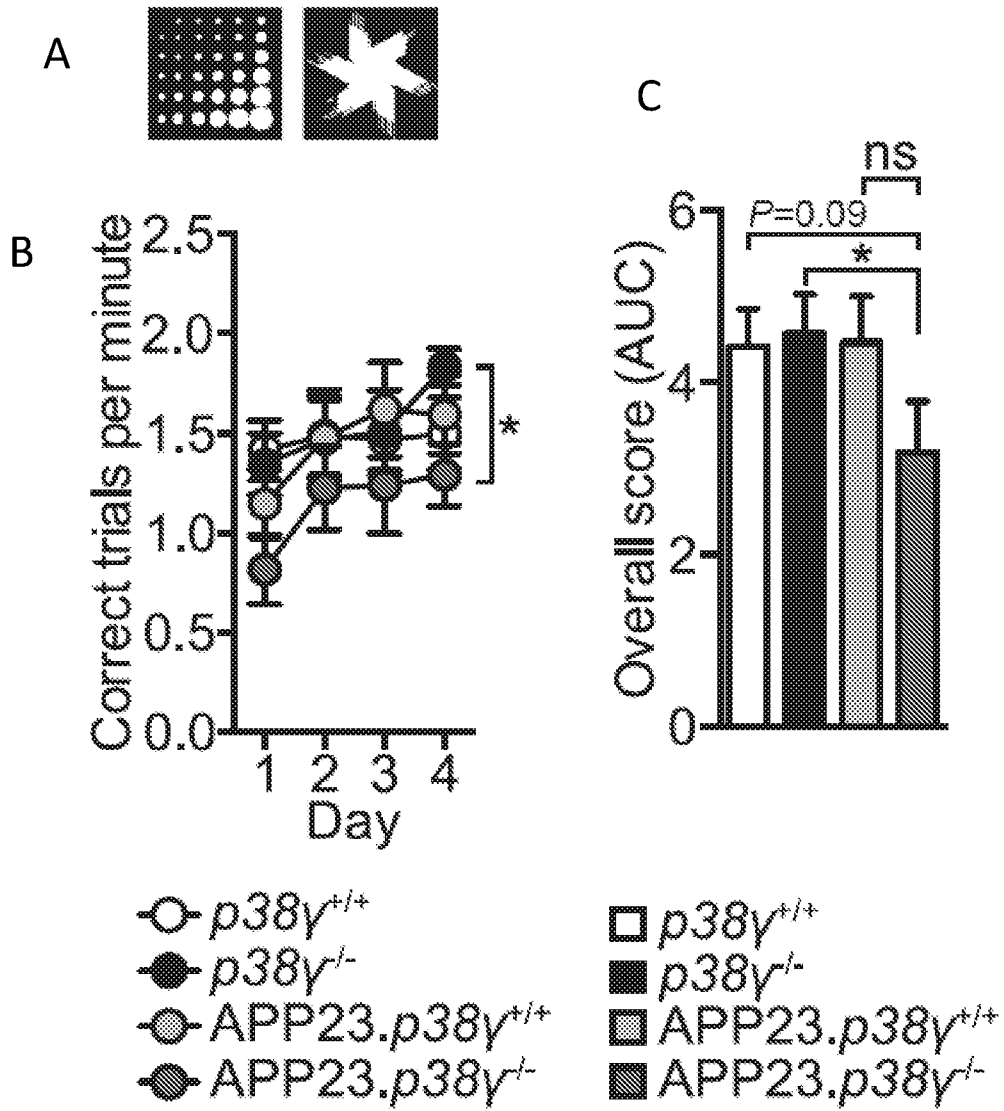 A
B
Correct trials per minute
2.5
2.0
1.5
1.0
0.5
0.0
1 2 3 4
Day
*
C
Overall score (AUC)
6
4
2
0
ns
P=0.09
*
p38γ+/+
p38γ-/-
APP23.p38γ+/+
APP23.p38γ-/-
p38γ+/+
p38γ-/-
APP23.p38γ+/+
APP23.p38γ-/-